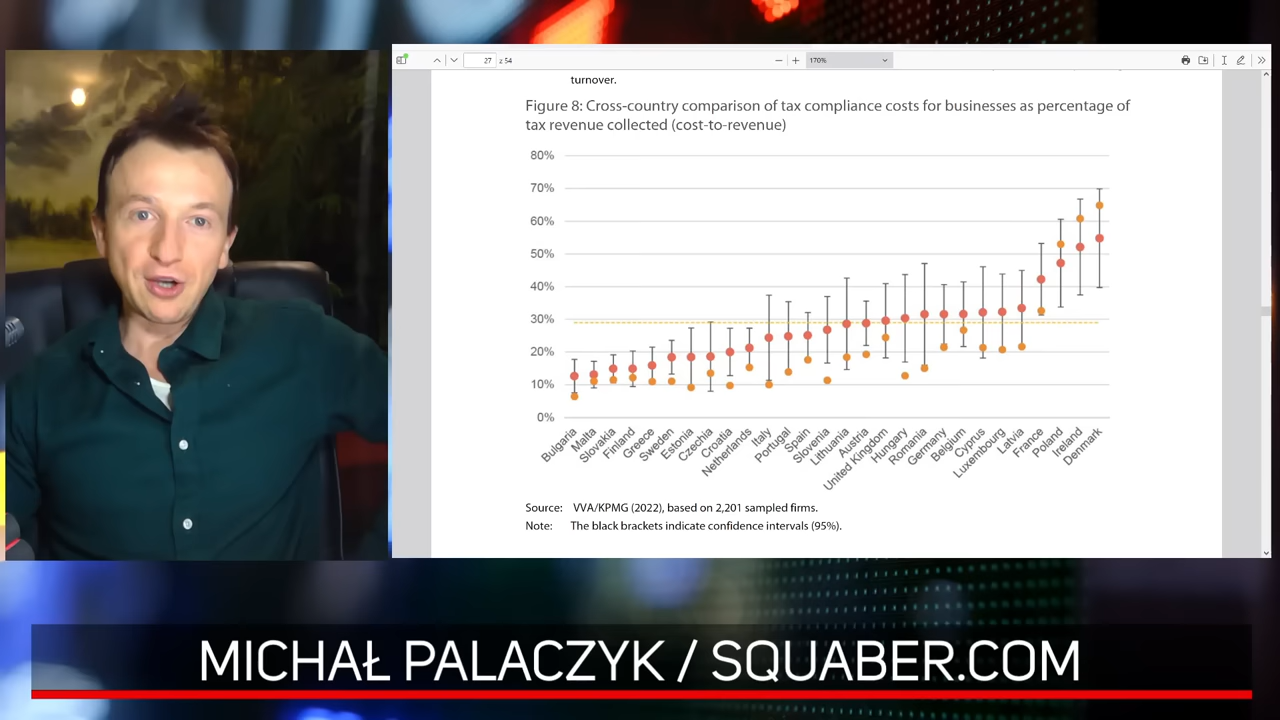 27 z 54
170%
turnover.
Figure 8: Cross-country comparison of tax compliance costs for businesses as percentage of
tax revenue collected (cost-to-revenue)
80%
70%
60%
50%
40%
30%
20%
10%
0%
Bulgaria
Malta
Slovakia
Finland
Greece
Sweden
Estonia
Czechia
Croatia
Netherlands
Italy
Portugal
Spain
Slovenia
Lithuania
Austria
United Kingdom
Hungary
Romania
Germany
Belgium
Cyprus
Luxembourg
Latvia
France
Poland
Ireland
Denmark
Source: VVA/KPMG (2022), based on 2,201 sampled firms.
Note: The black brackets indicate confidence intervals (95%).
MICHAŁ PALACZYK / SQUABER.COM